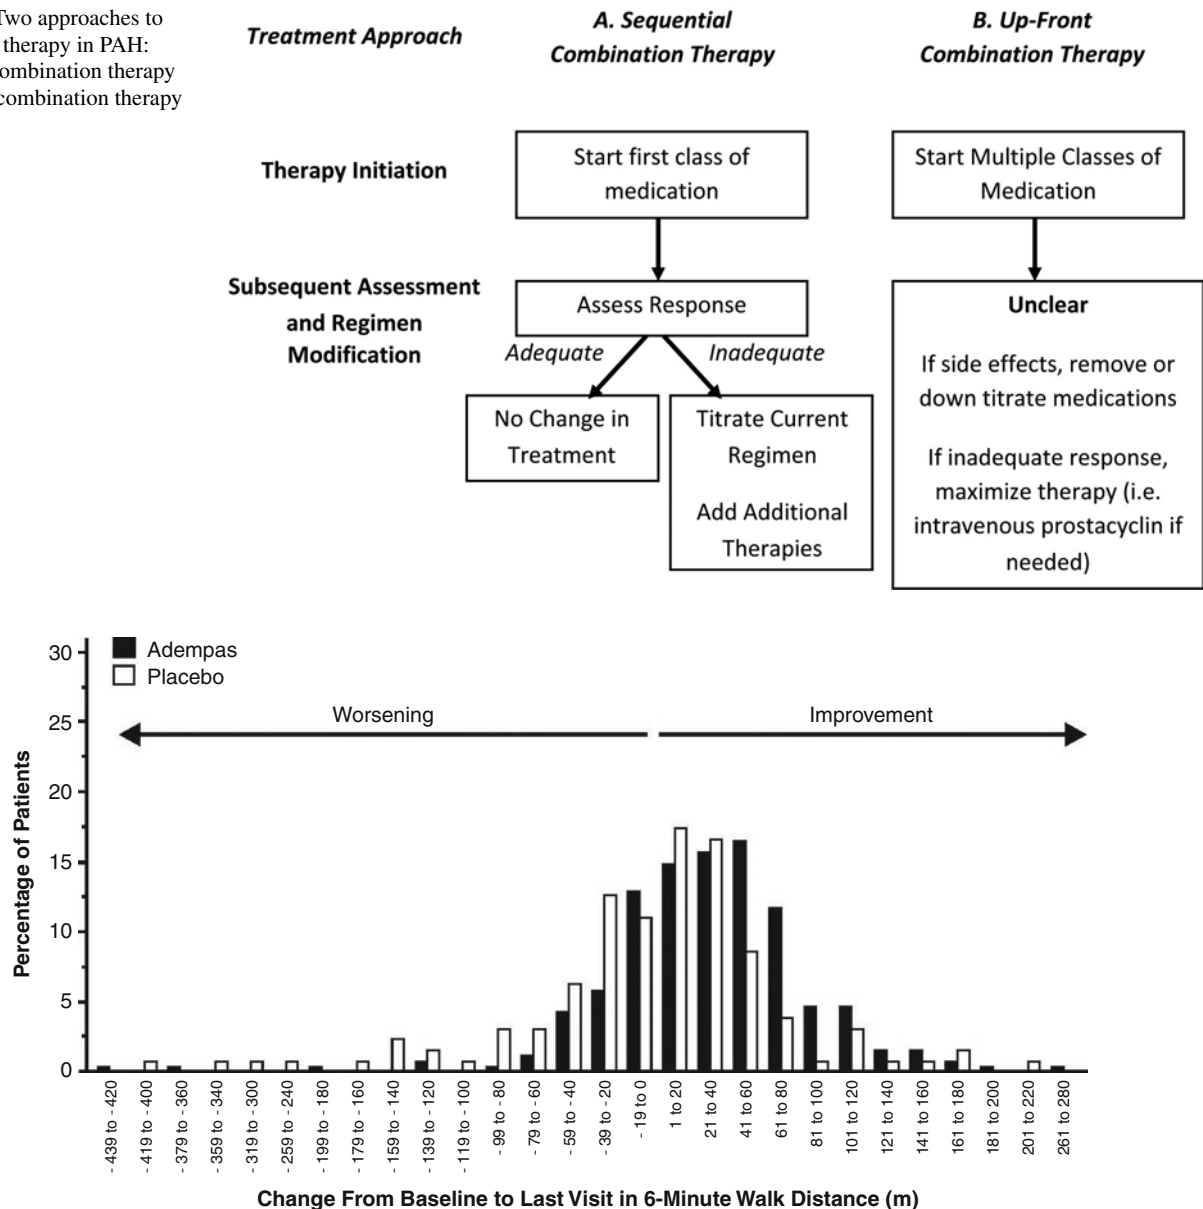 Two approaches to
therapy in PAH:
combination therapy
combination therapy
Treatment Approach
A. Sequential
Combination Therapy
B. Up-Front
Combination Therapy
Therapy Initiation
Start first class of
medication
Start Multiple Classes of
Medication
Subsequent Assessment
and Regimen
Modification
Assess Response
Adequate
Inadequate
No Change in
Treatment
Titrate Current
Regimen
Add Additional
Therapies
Unclear
If side effects, remove or
down titrate medications
If inadequate response,
maximize therapy (i.e.
intravenous prostacyclin if
needed)
Adempas
Placebo
Worsening
Improvement
Percentage of Patients
30
25
20
15
10
5
0
- 439 to - 420
- 419 to - 400
- 379 to - 360
- 359 to - 340
- 319 to - 300
- 259 to - 240
- 199 to - 180
- 179 to - 160
- 159 to - 140
- 139 to - 120
- 119 to - 100
- 99 to - 80
- 79 to - 60
- 59 to - 40
- 39 to - 20
- 19 to 0
1 to 20
21 to 40
41 to 60
61 to 80
81 to 100
101 to 120
121 to 140
141 to 160
161 to 180
181 to 200
201 to 220
261 to 280
Change From Baseline to Last Visit in 6-Minute Walk Distance (m)